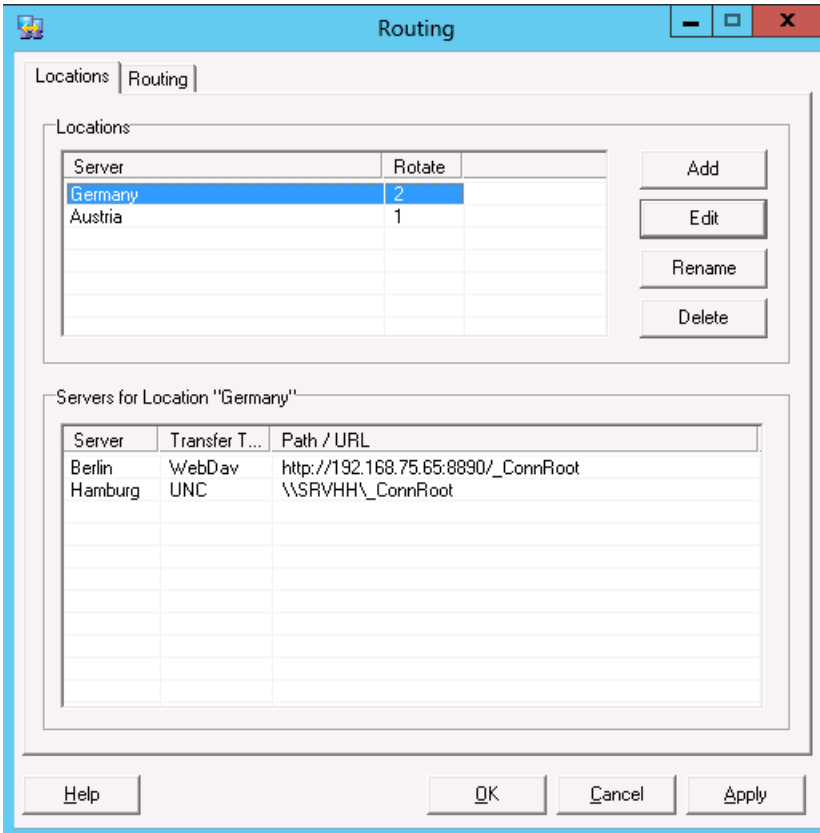 Routing
Locations Routing
Locations
Server Rotate
Germany 2
Austria 1
Add
Edit
Rename
Delete
Servers for Location "Germany"
Server Transfer T... Path / URL
Berlin WebDav http://192.168.75.65:8890/_ConnRoot
Hamburg UNC \\SRVHH\_ConnRoot
Help OK Cancel Apply